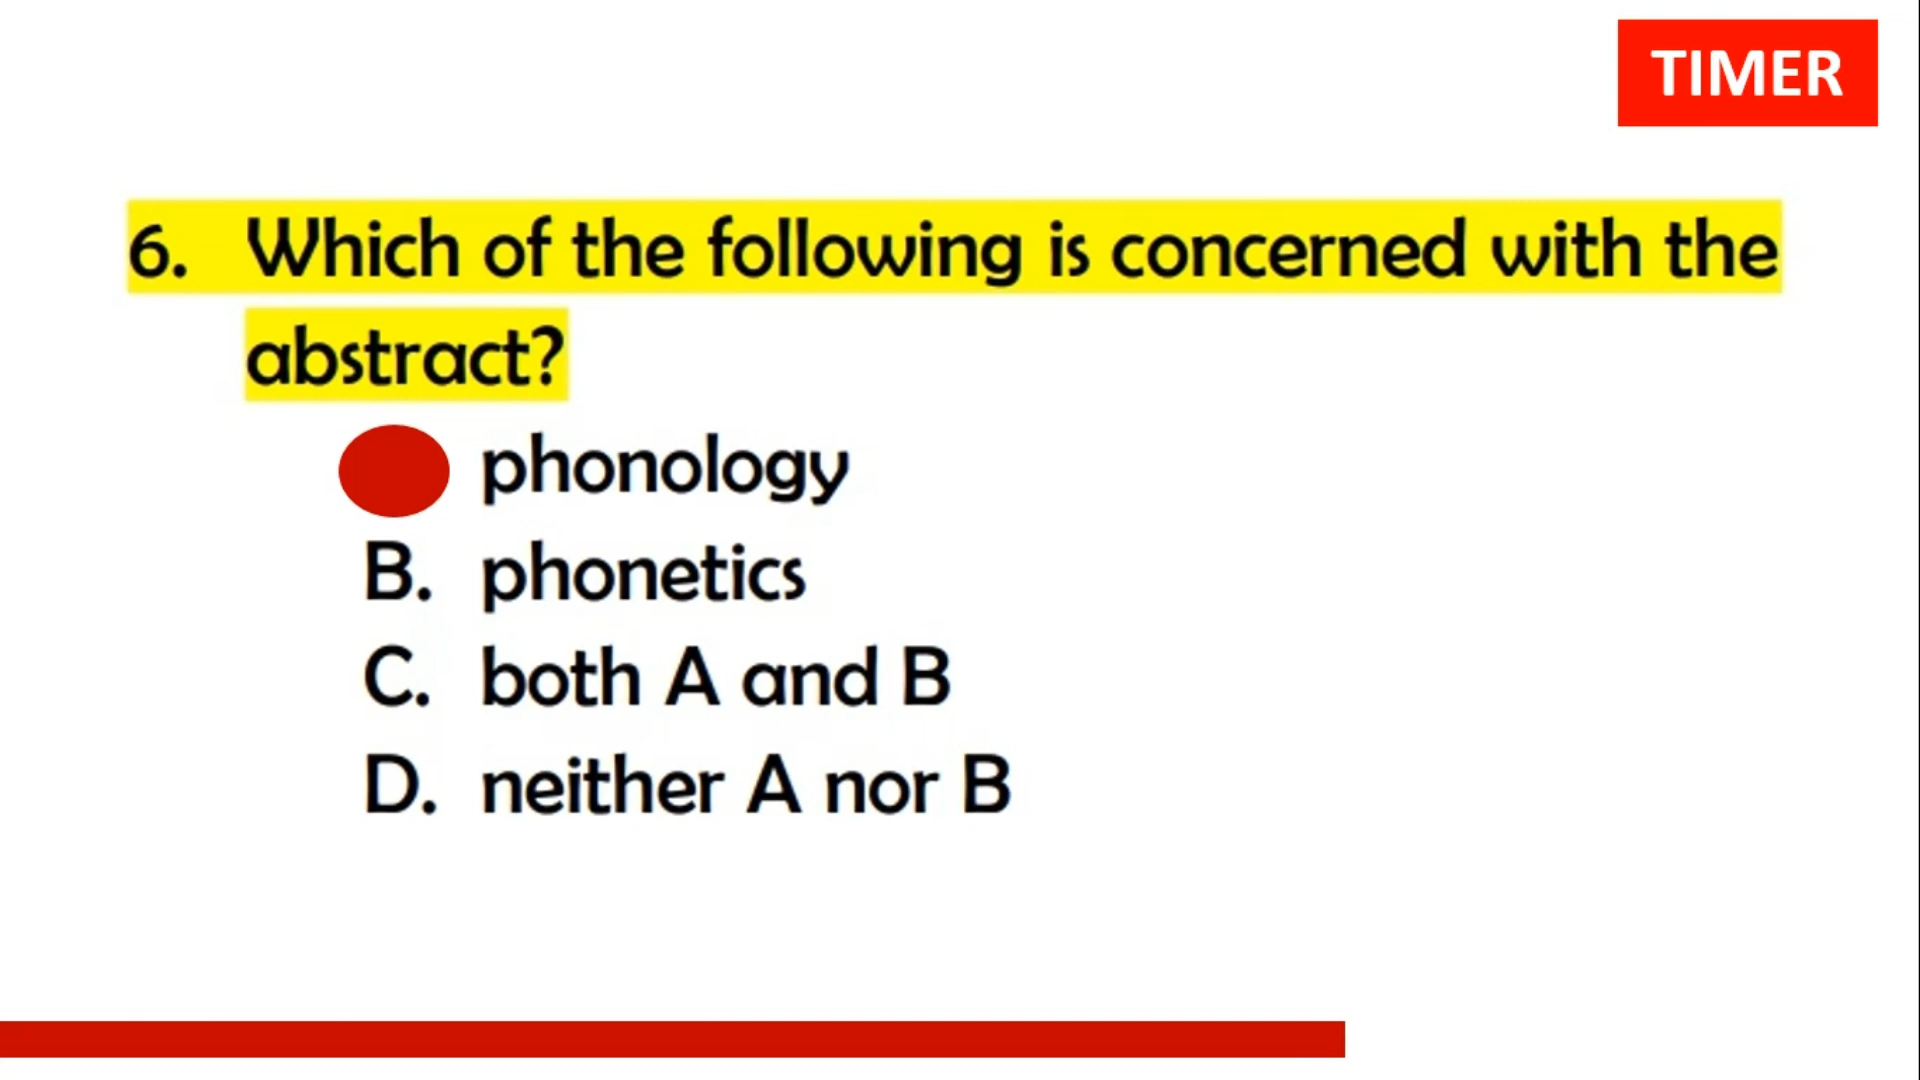 TIMER
6. Which of the following is concerned with the
abstract?
phonology
B. phonetics
C. both A and B
D. neither A nor B